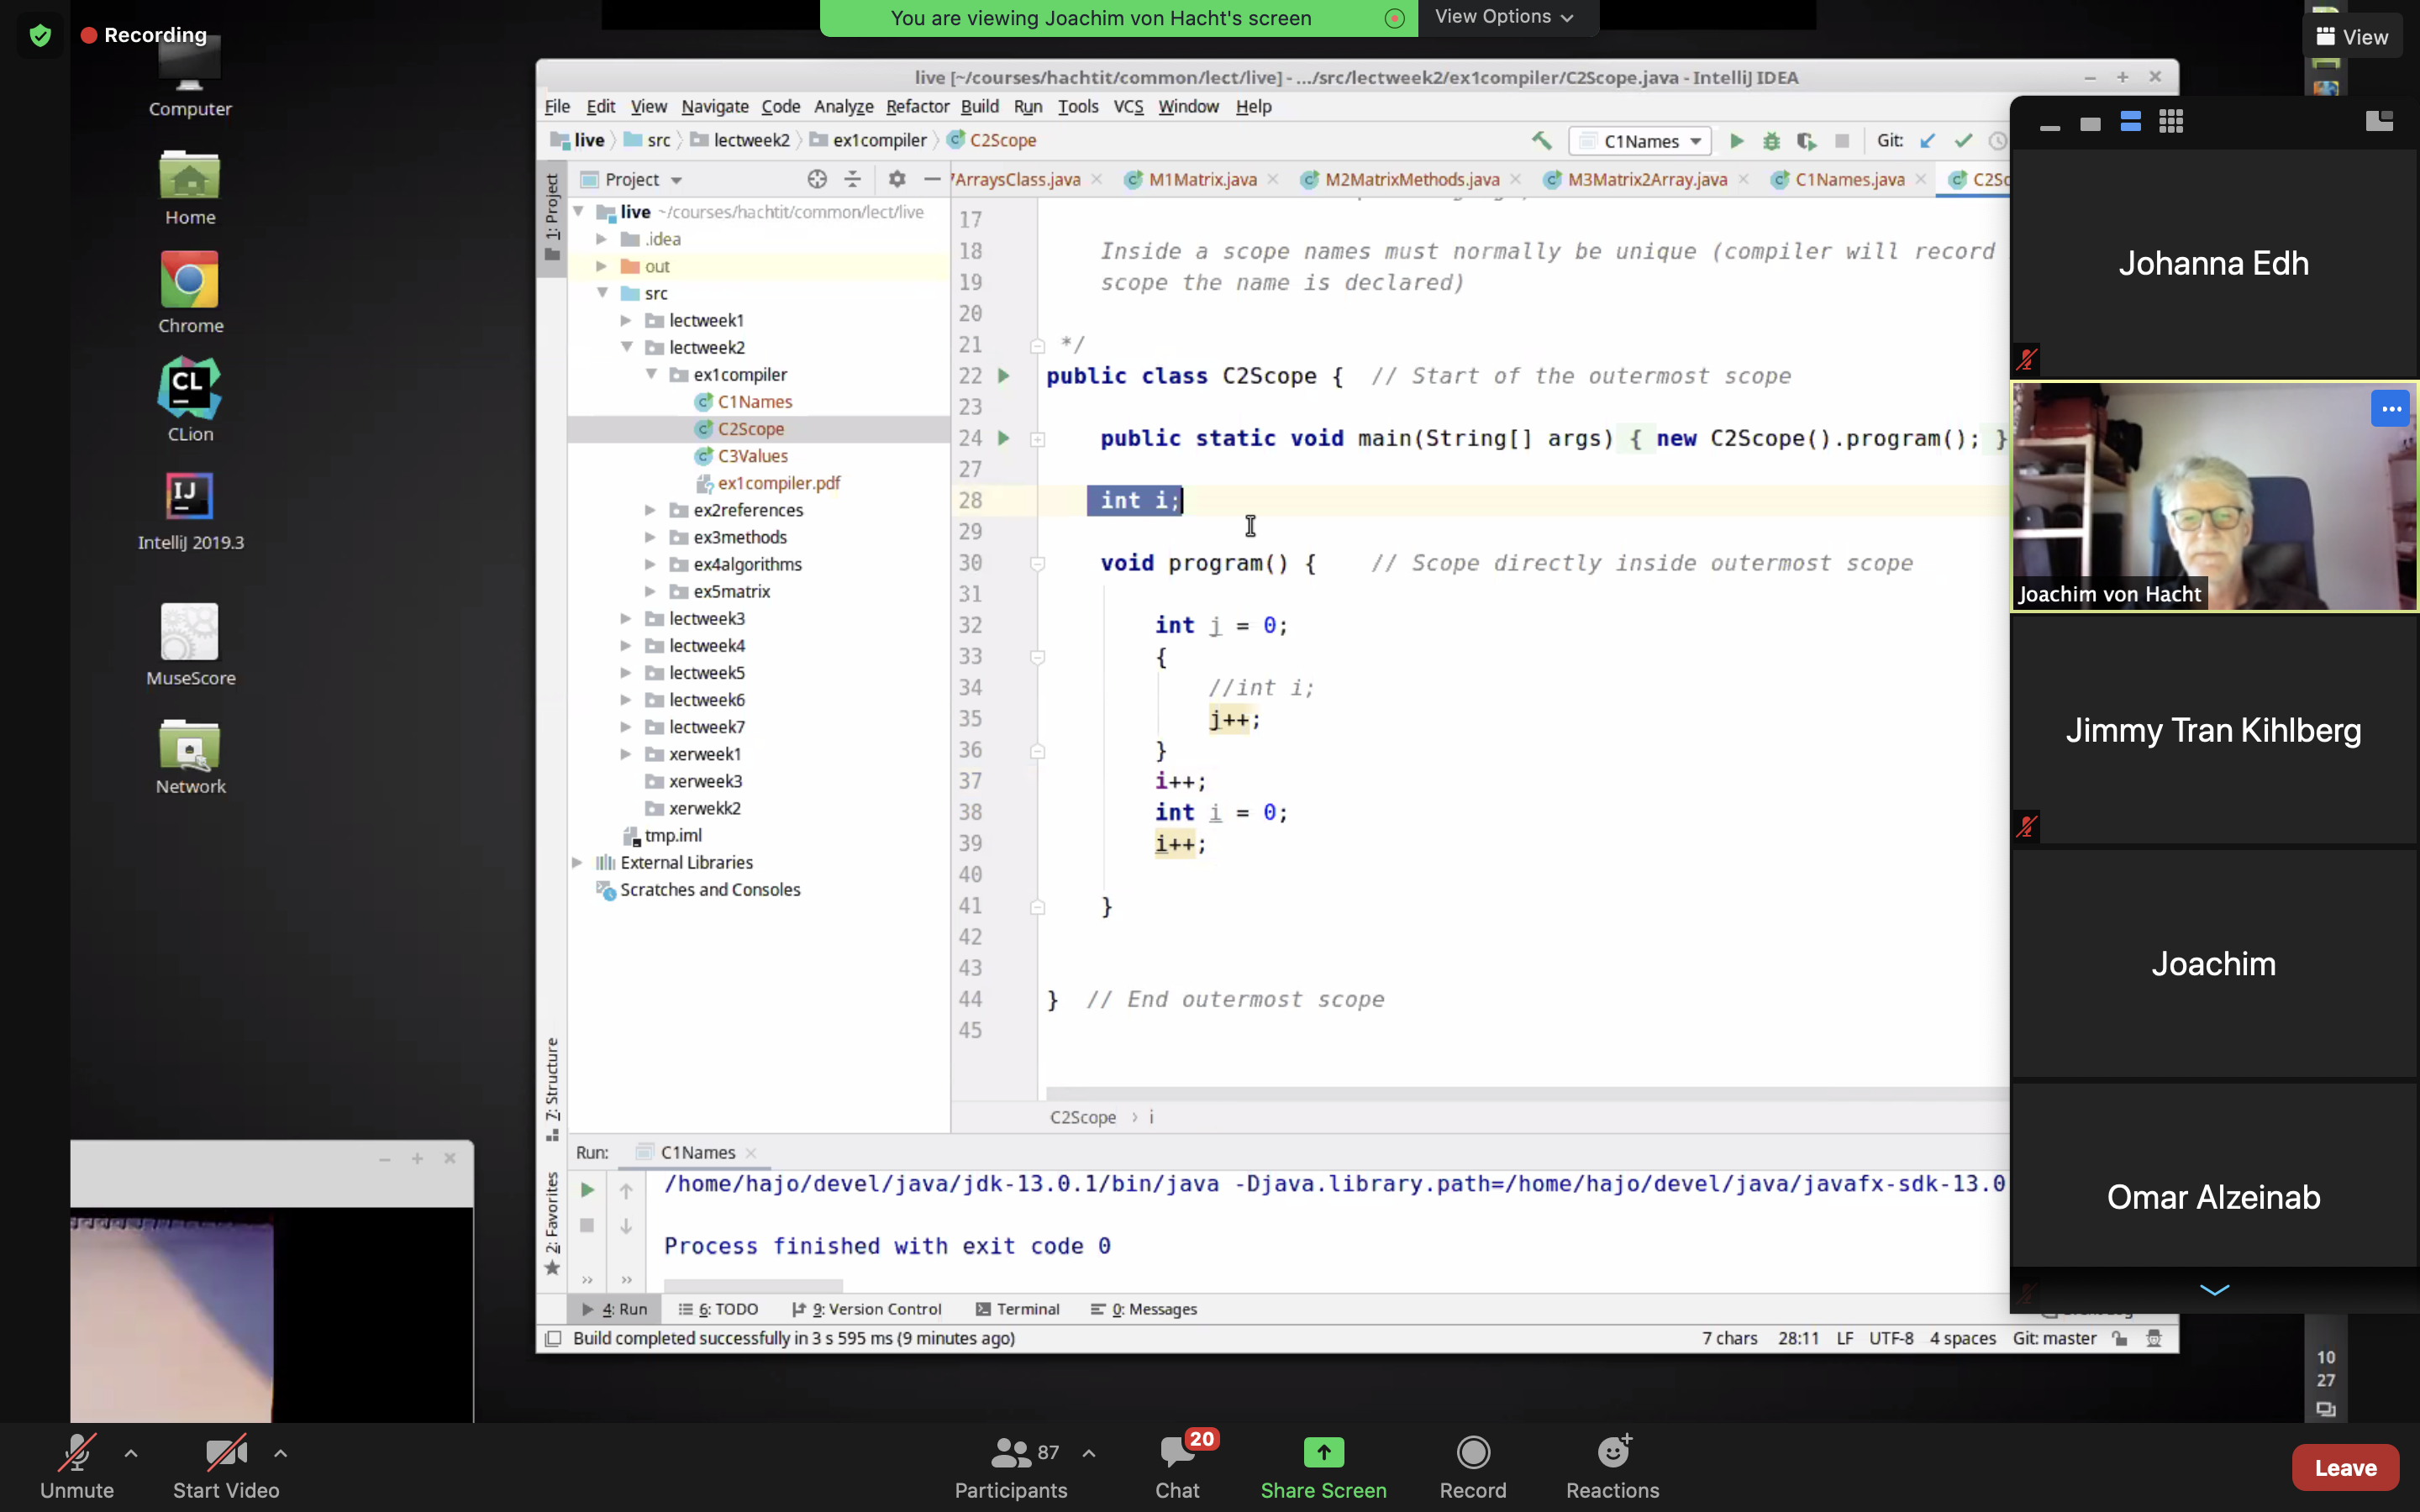 Recording
You are viewing Joachim von Hacht's screen
View Options
View
Computer
Home
Chrome
CL
CLion
IJ
IntelliJ 2019.3
MuseScore
Network
live [~/courses/hachtit/common/lect/live] - .../src/lectweek2/ex1compiler/C2Scope.java - IntelliJ IDEA
File Edit View Navigate Code Analyze Refactor Build Run Tools VCS Window Help
live src lectweek2 ex1compiler C2Scope
C1Names
Git:
1: Project
Project
ArraysClass.java
M1Matrix.java
M2MatrixMethods.java
M3Matrix2Array.java
C1Names.java
live ~/courses/hachtit/common/lect/live
.idea
out
src
lectweek1
lectweek2
ex1compiler
C1Names
C2Scope
C3Values
ex1compiler.pdf
ex2references
ex3methods
ex4algorithms
ex5matrix
lectweek3
lectweek4
lectweek5
lectweek6
lectweek7
xerweek1
xerweek3
xerwekk2
tmp.iml
External Libraries
Scratches and Consoles
17
18 Inside a scope names must normally be unique (compiler will record
19 scope the name is declared)
20
21 */
22 public class C2Scope { // Start of the outermost scope
23
24 public static void main(String[] args) { new C2Scope().program(); }
27
28 int i;
29
30 void program() { // Scope directly inside outermost scope
31
32 int j = 0;
33 {
34 //int i;
35 j++;
36 }
37 i++;
38 int i = 0;
39 i++;
40
41 }
42
43
44 } // End outermost scope
45
C2Scope › i
7: Structure
2: Favorites
Run: C1Names
/home/hajo/devel/java/jdk-13.0.1/bin/java -Djava.library.path=/home/hajo/devel/java/javafx-sdk-13.0
Process finished with exit code 0
4: Run 6: TODO 9: Version Control Terminal 0: Messages
Build completed successfully in 3 s 595 ms (9 minutes ago)
7 chars 28:11 LF UTF-8 4 spaces Git: master
Johanna Edh
Joachim von Hacht
Jimmy Tran Kihlberg
Joachim
Omar Alzeinab
10
27
Unmute
Start Video
87
Participants
20
Chat
Share Screen
Record
Reactions
Leave